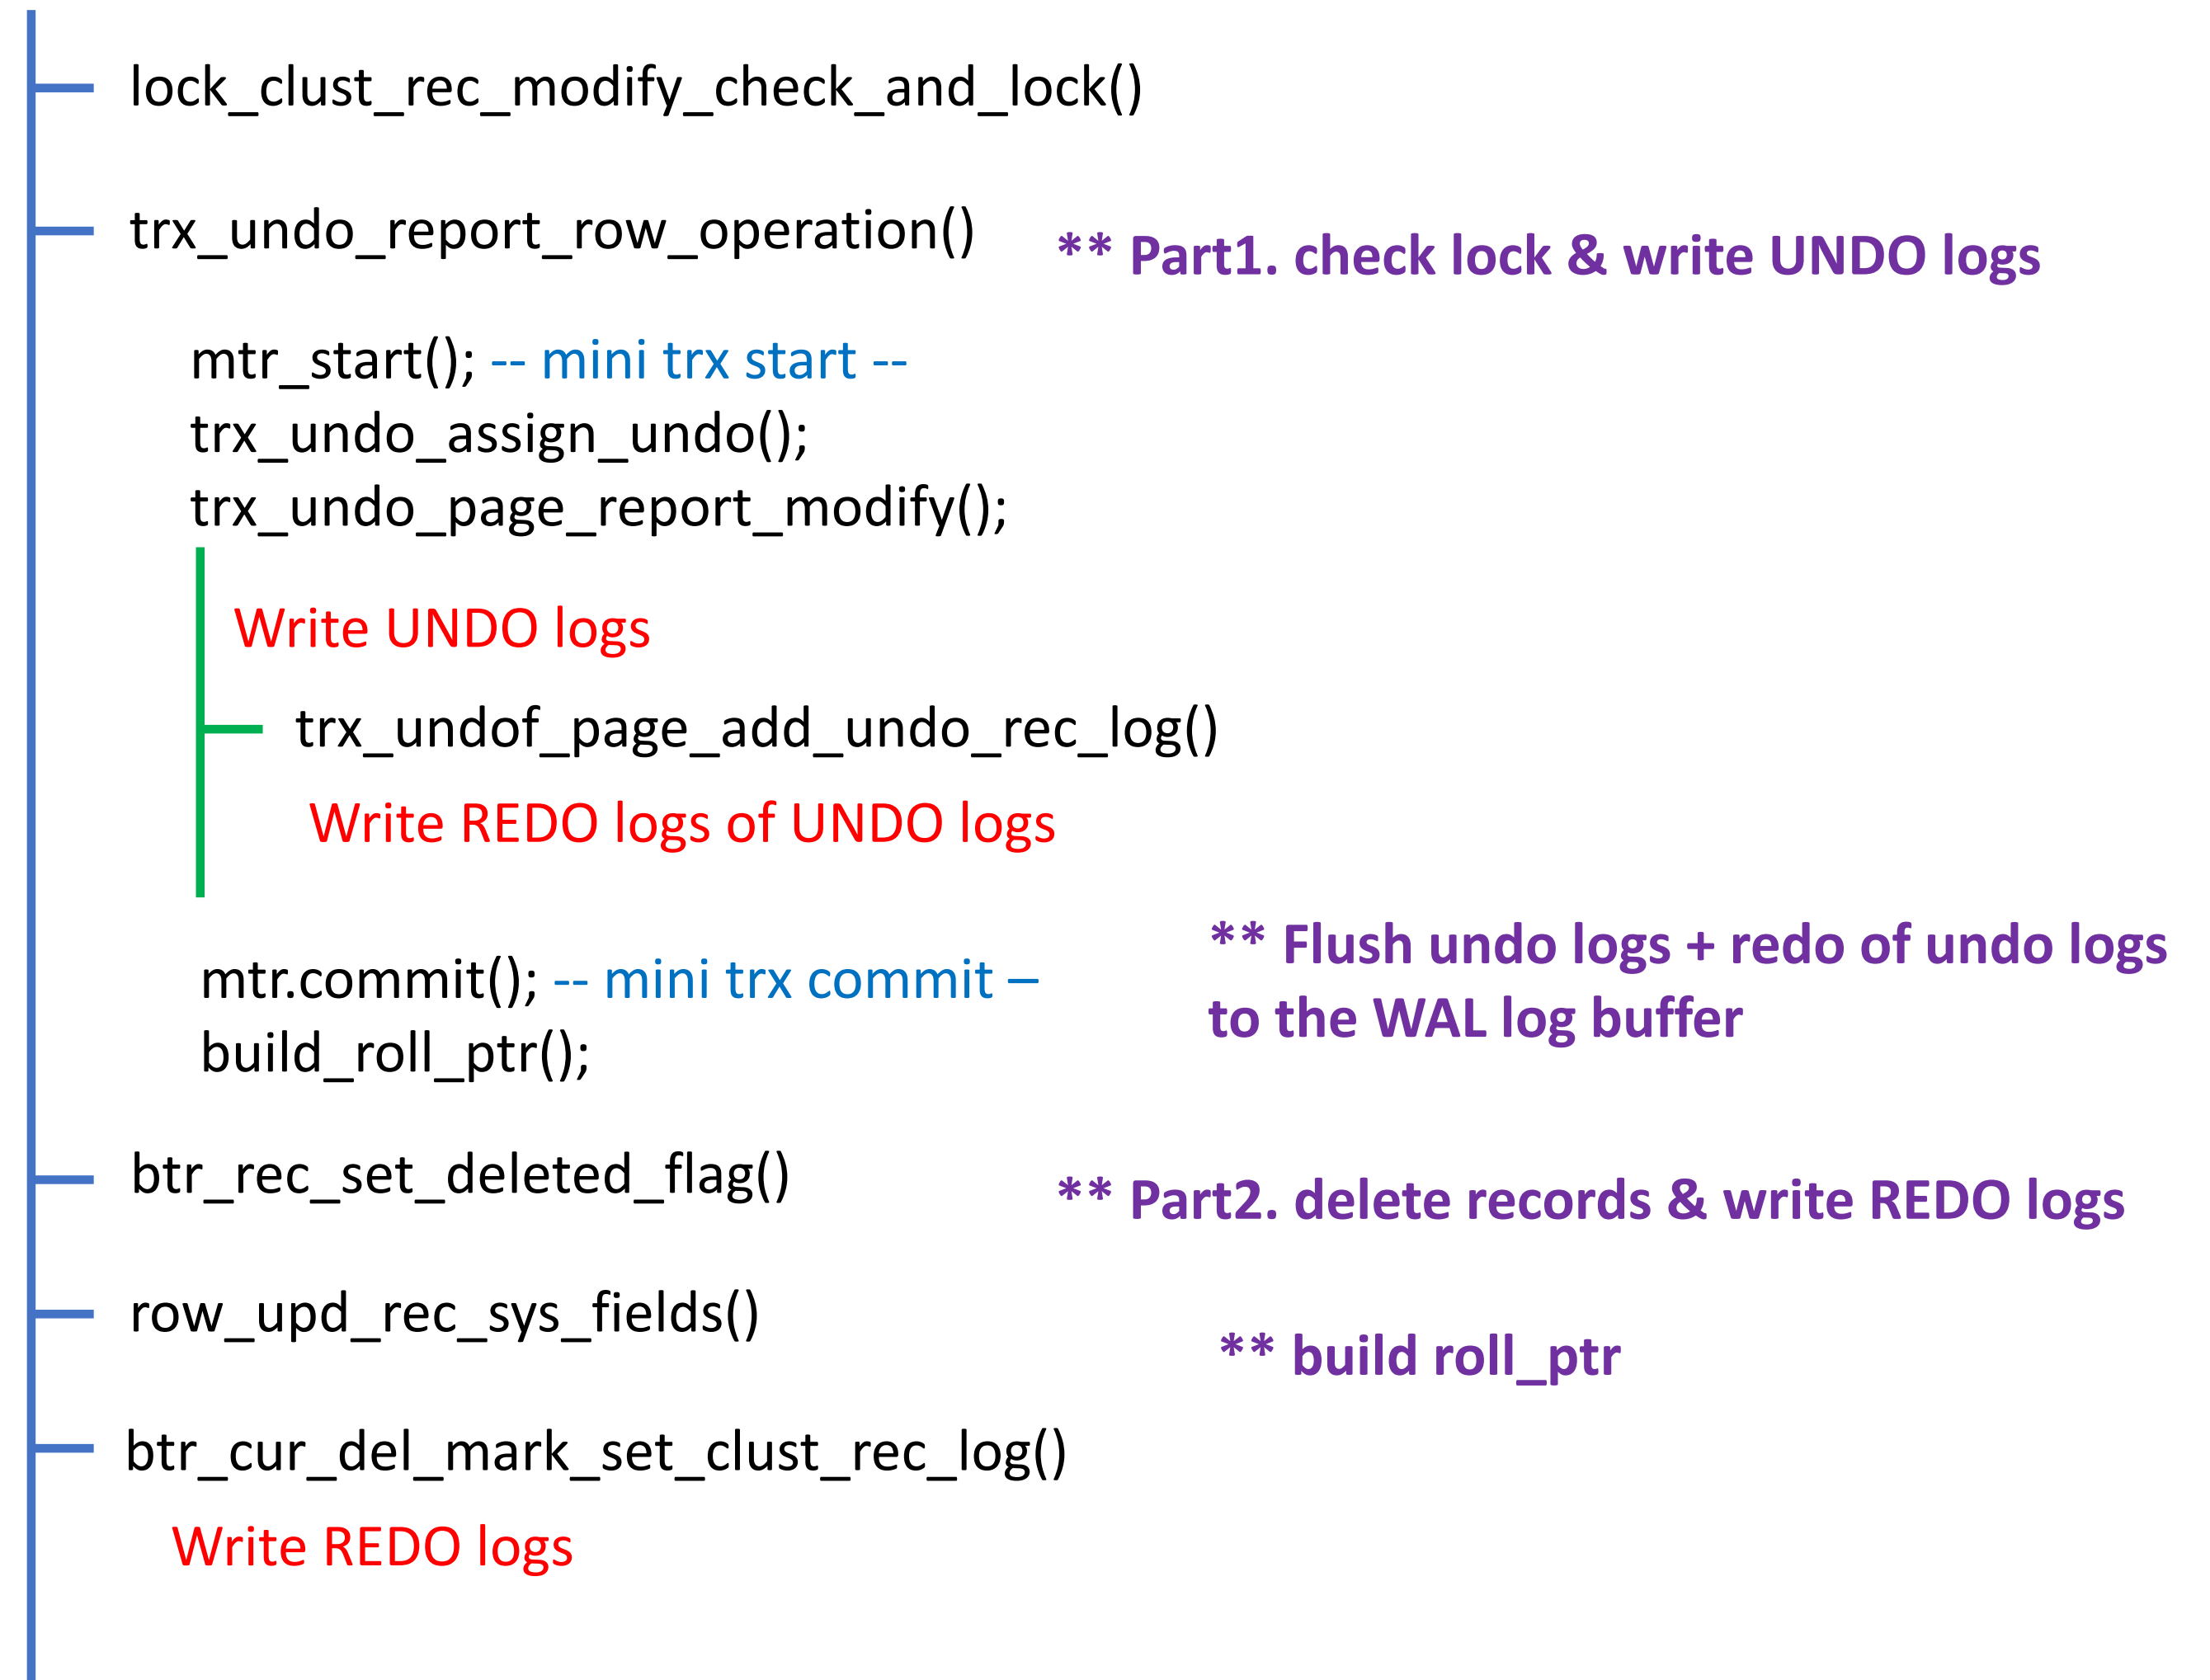 lock_clust_rec_modify_check_and_lock()
trx_undo_report_row_operation()
** Part1. check lock & write UNDO logs
mtr_start(); -- mini trx start --
trx_undo_assign_undo();
trx_undo_page_report_modify();
Write UNDO logs
trx_undof_page_add_undo_rec_log()
Write REDO logs of UNDO logs
** Flush undo logs + redo of undo logs
to the WAL log buffer
mtr.commit(); -- mini trx commit –
build_roll_ptr();
btr_rec_set_deleted_flag()
** Part2. delete records & write REDO logs
row_upd_rec_sys_fields()
** build roll_ptr
btr_cur_del_mark_set_clust_rec_log()
Write REDO logs